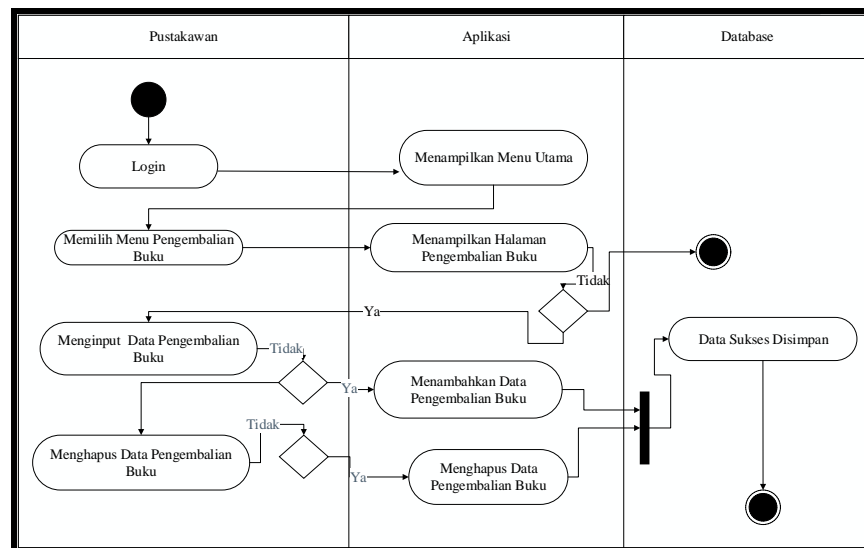 Pustakawan
Aplikasi
Database
Login
Menampilkan Menu Utama
Memilih Menu Pengembalian
Buku
Menampilkan Halaman
Pengembalian Buku
Tidak
Ya
Menginput Data Pengembalian
Buku
Tidak
Ya
Menambahkan Data
Pengembalian Buku
Data Sukses Disimpan
Menghapus Data Pengembalian
Buku
Tidak
Ya
Menghapus Data
Pengembalian Buku